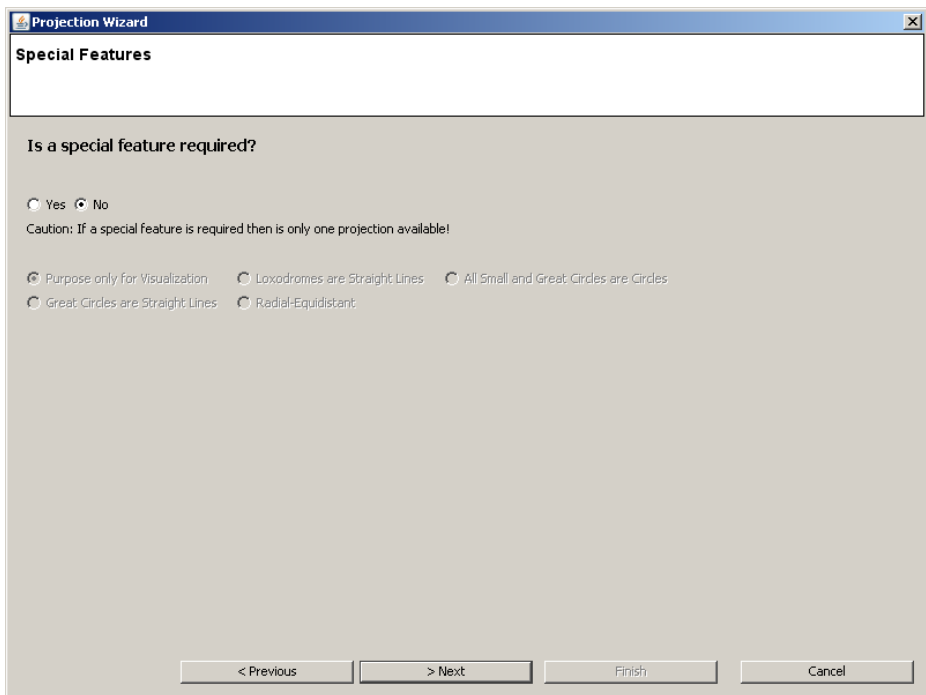 Projection Wizard
Special Features
Is a special feature required?
Yes No
Caution: If a special feature is required then is only one projection available!
Purpose only for Visualization Loxodromes are Straight Lines All Small and Great Circles are Circles
Great Circles are Straight Lines Radial-Equidistant
< Previous > Next Finish Cancel